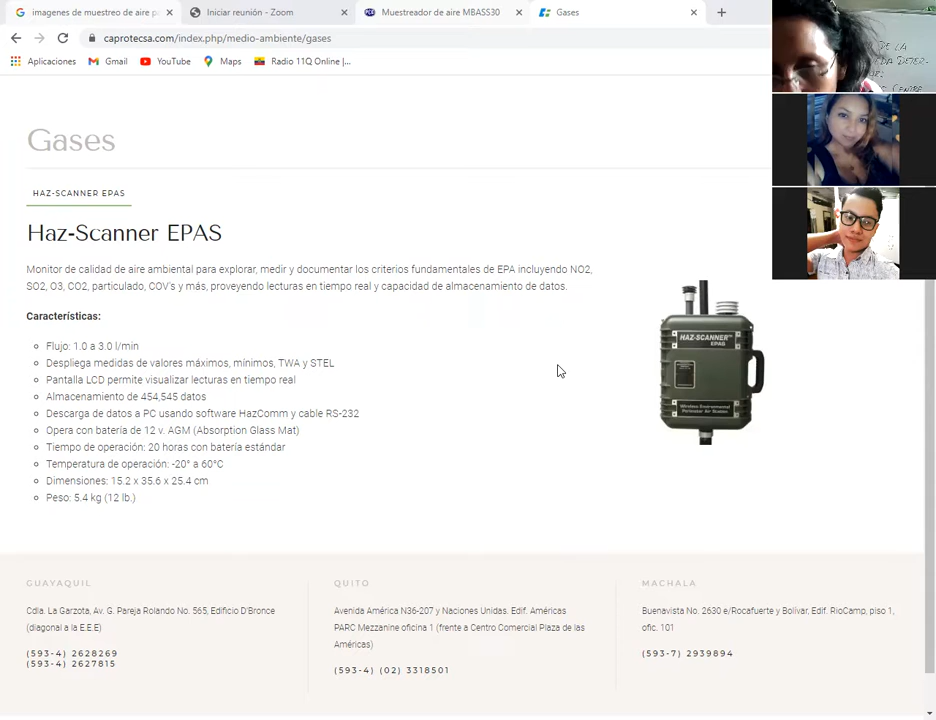 imagenes de muestreo de aire p
Iniciar reunión - Zoom
Muestreador de aire MBASS30
Gases
caprotecsa.com/index.php/medio-ambiente/gases
Aplicaciones
Gmail
YouTube
Maps
Radio 11Q Online |...
DE LA
Gases
HAZ-SCANNER EPAS
Haz-Scanner EPAS
Monitor de calidad de aire ambiental para explorar, medir y documentar los criterios fundamentales de EPA incluyendo NO2,
SO2, O3, CO2, particulado, COV's y más, proveyendo lecturas en tiempo real y capacidad de almacenamiento de datos.
Características:
Flujo: 1.0 a 3.0 l/min
Despliega medidas de valores máximos, mínimos, TWA y STEL
Pantalla LCD permite visualizar lecturas en tiempo real
Almacenamiento de 454,545 datos
Descarga de datos a PC usando software HazComm y cable RS-232
Opera con batería de 12 v. AGM (Absorption Glass Mat)
Tiempo de operación: 20 horas con batería estándar
Temperatura de operación: -20° a 60°C
Dimensiones: 15.2 x 35.6 x 25.4 cm
Peso: 5.4 kg (12 lb.)
HAZ-SCANNER
EPAS
Wireless Environmental
Perimeter Air Station
GUAYAQUIL
Cdla. La Garzota, Av. G. Pareja Rolando No. 565, Edificio D'Bronce
(diagonal a la E.E.E)
(593-4) 2628269
(593-4) 2627815
QUITO
Avenida América N36-207 y Naciones Unidas. Edif. Américas
PARC Mezzanine oficina 1 (frente a Centro Comercial Plaza de las
Américas)
(593-4) (02) 3318501
MACHALA
Buenavista No. 2630 e/Rocafuerte y Bolívar, Edif. RioCamp, piso 1,
ofic. 101
(593-7) 2939894